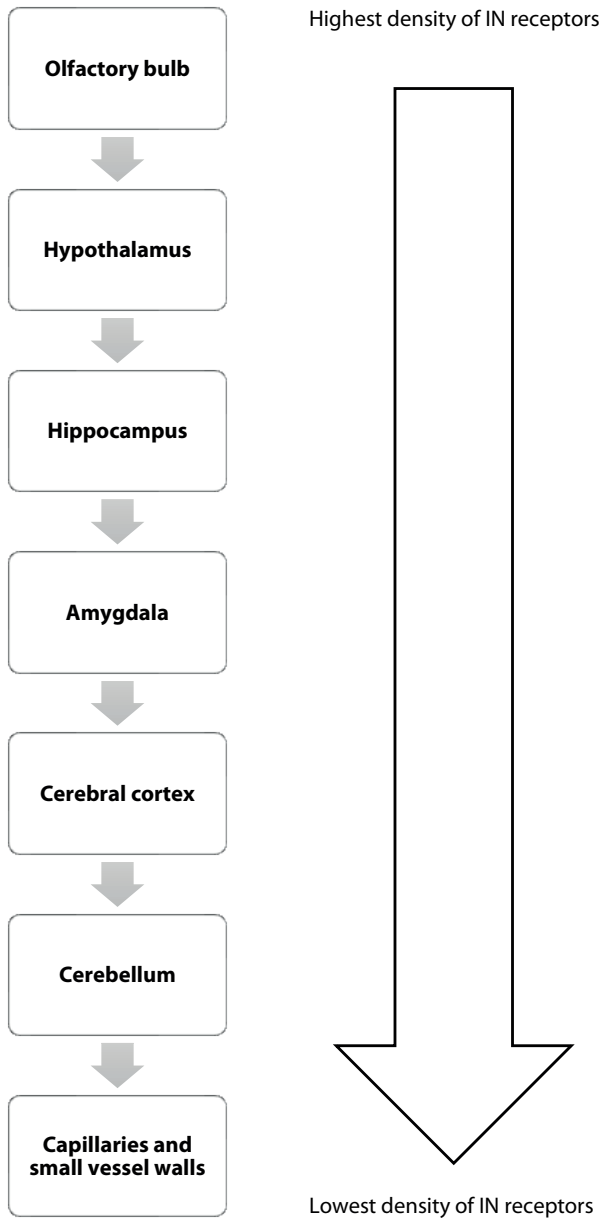 Highest density of IN receptors
Olfactory bulb
Hypothalamus
Hippocampus
Amygdala
Cerebral cortex
Cerebellum
Capillaries and
small vessel walls
Lowest density of IN receptors